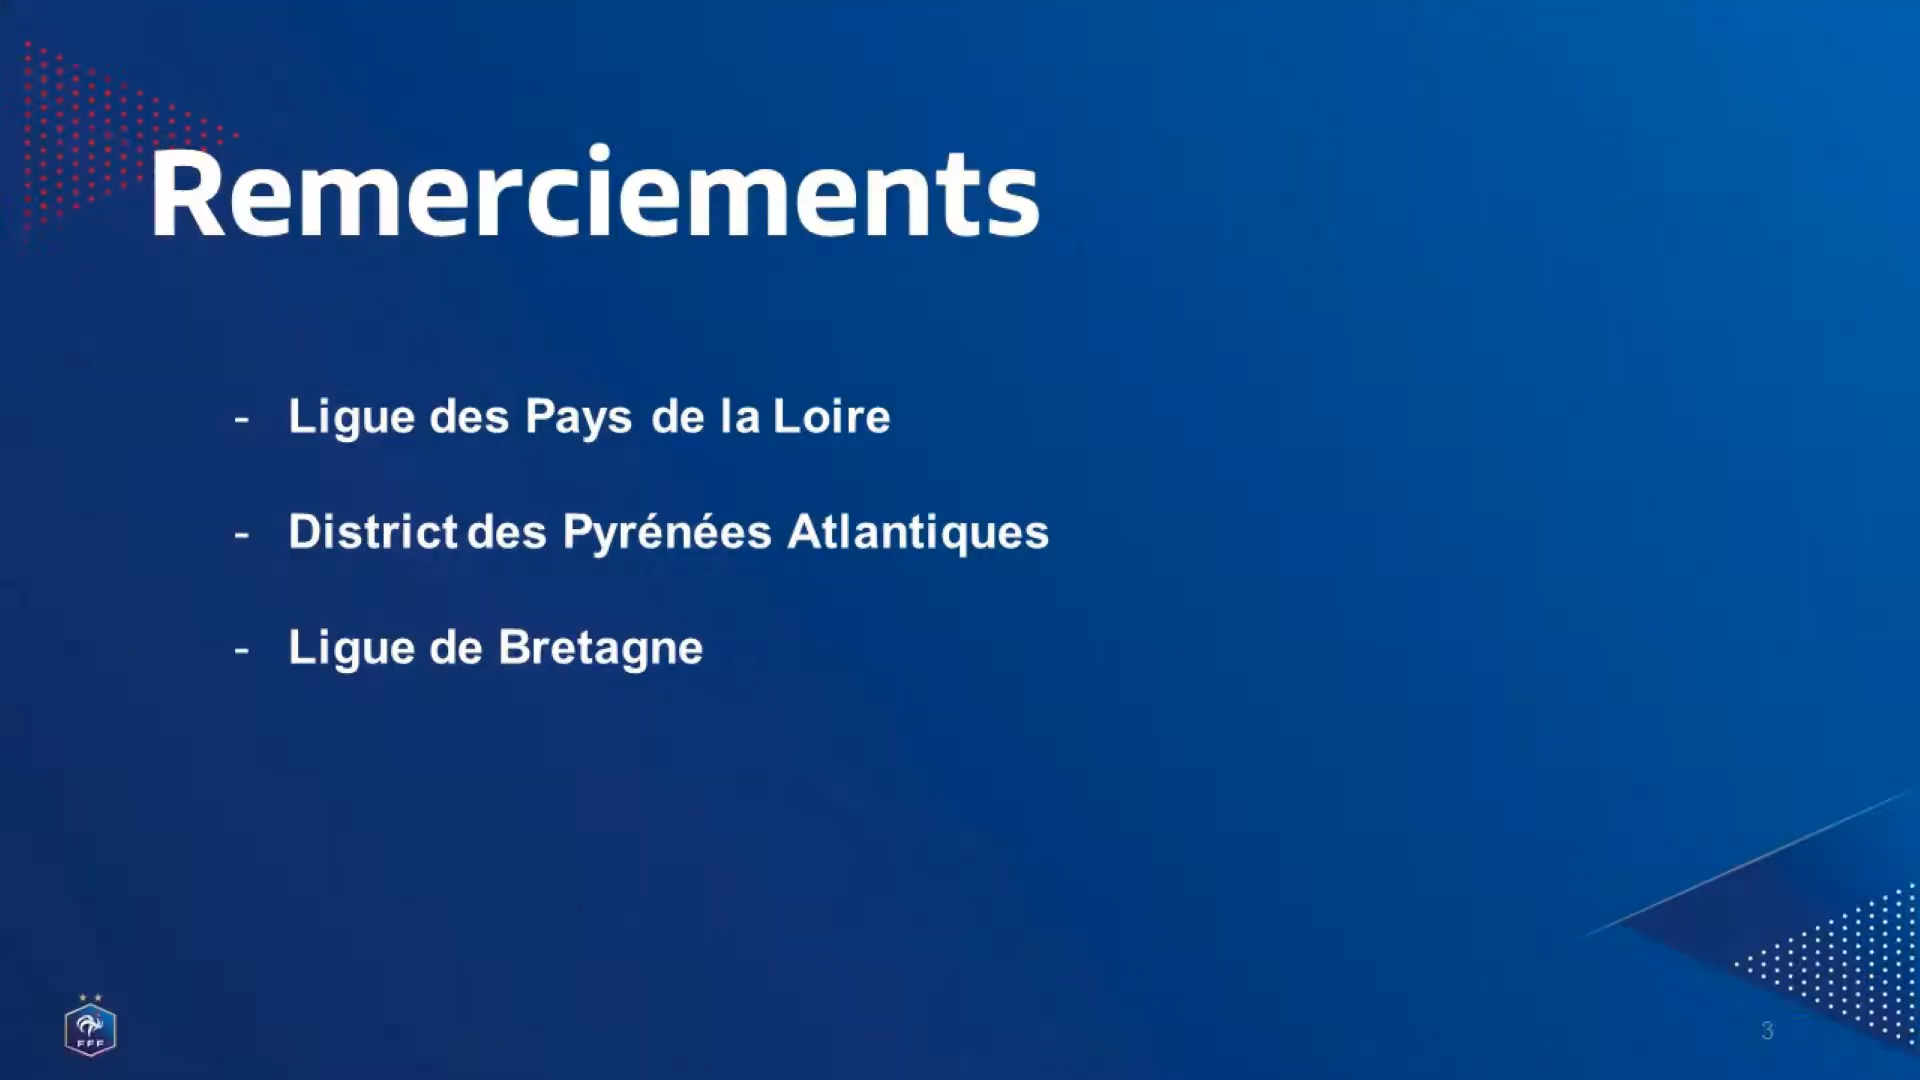 Remerciements
- Ligue des Pays de la Loire
- District des Pyrénées Atlantiques
- Ligue de Bretagne
FFF
3